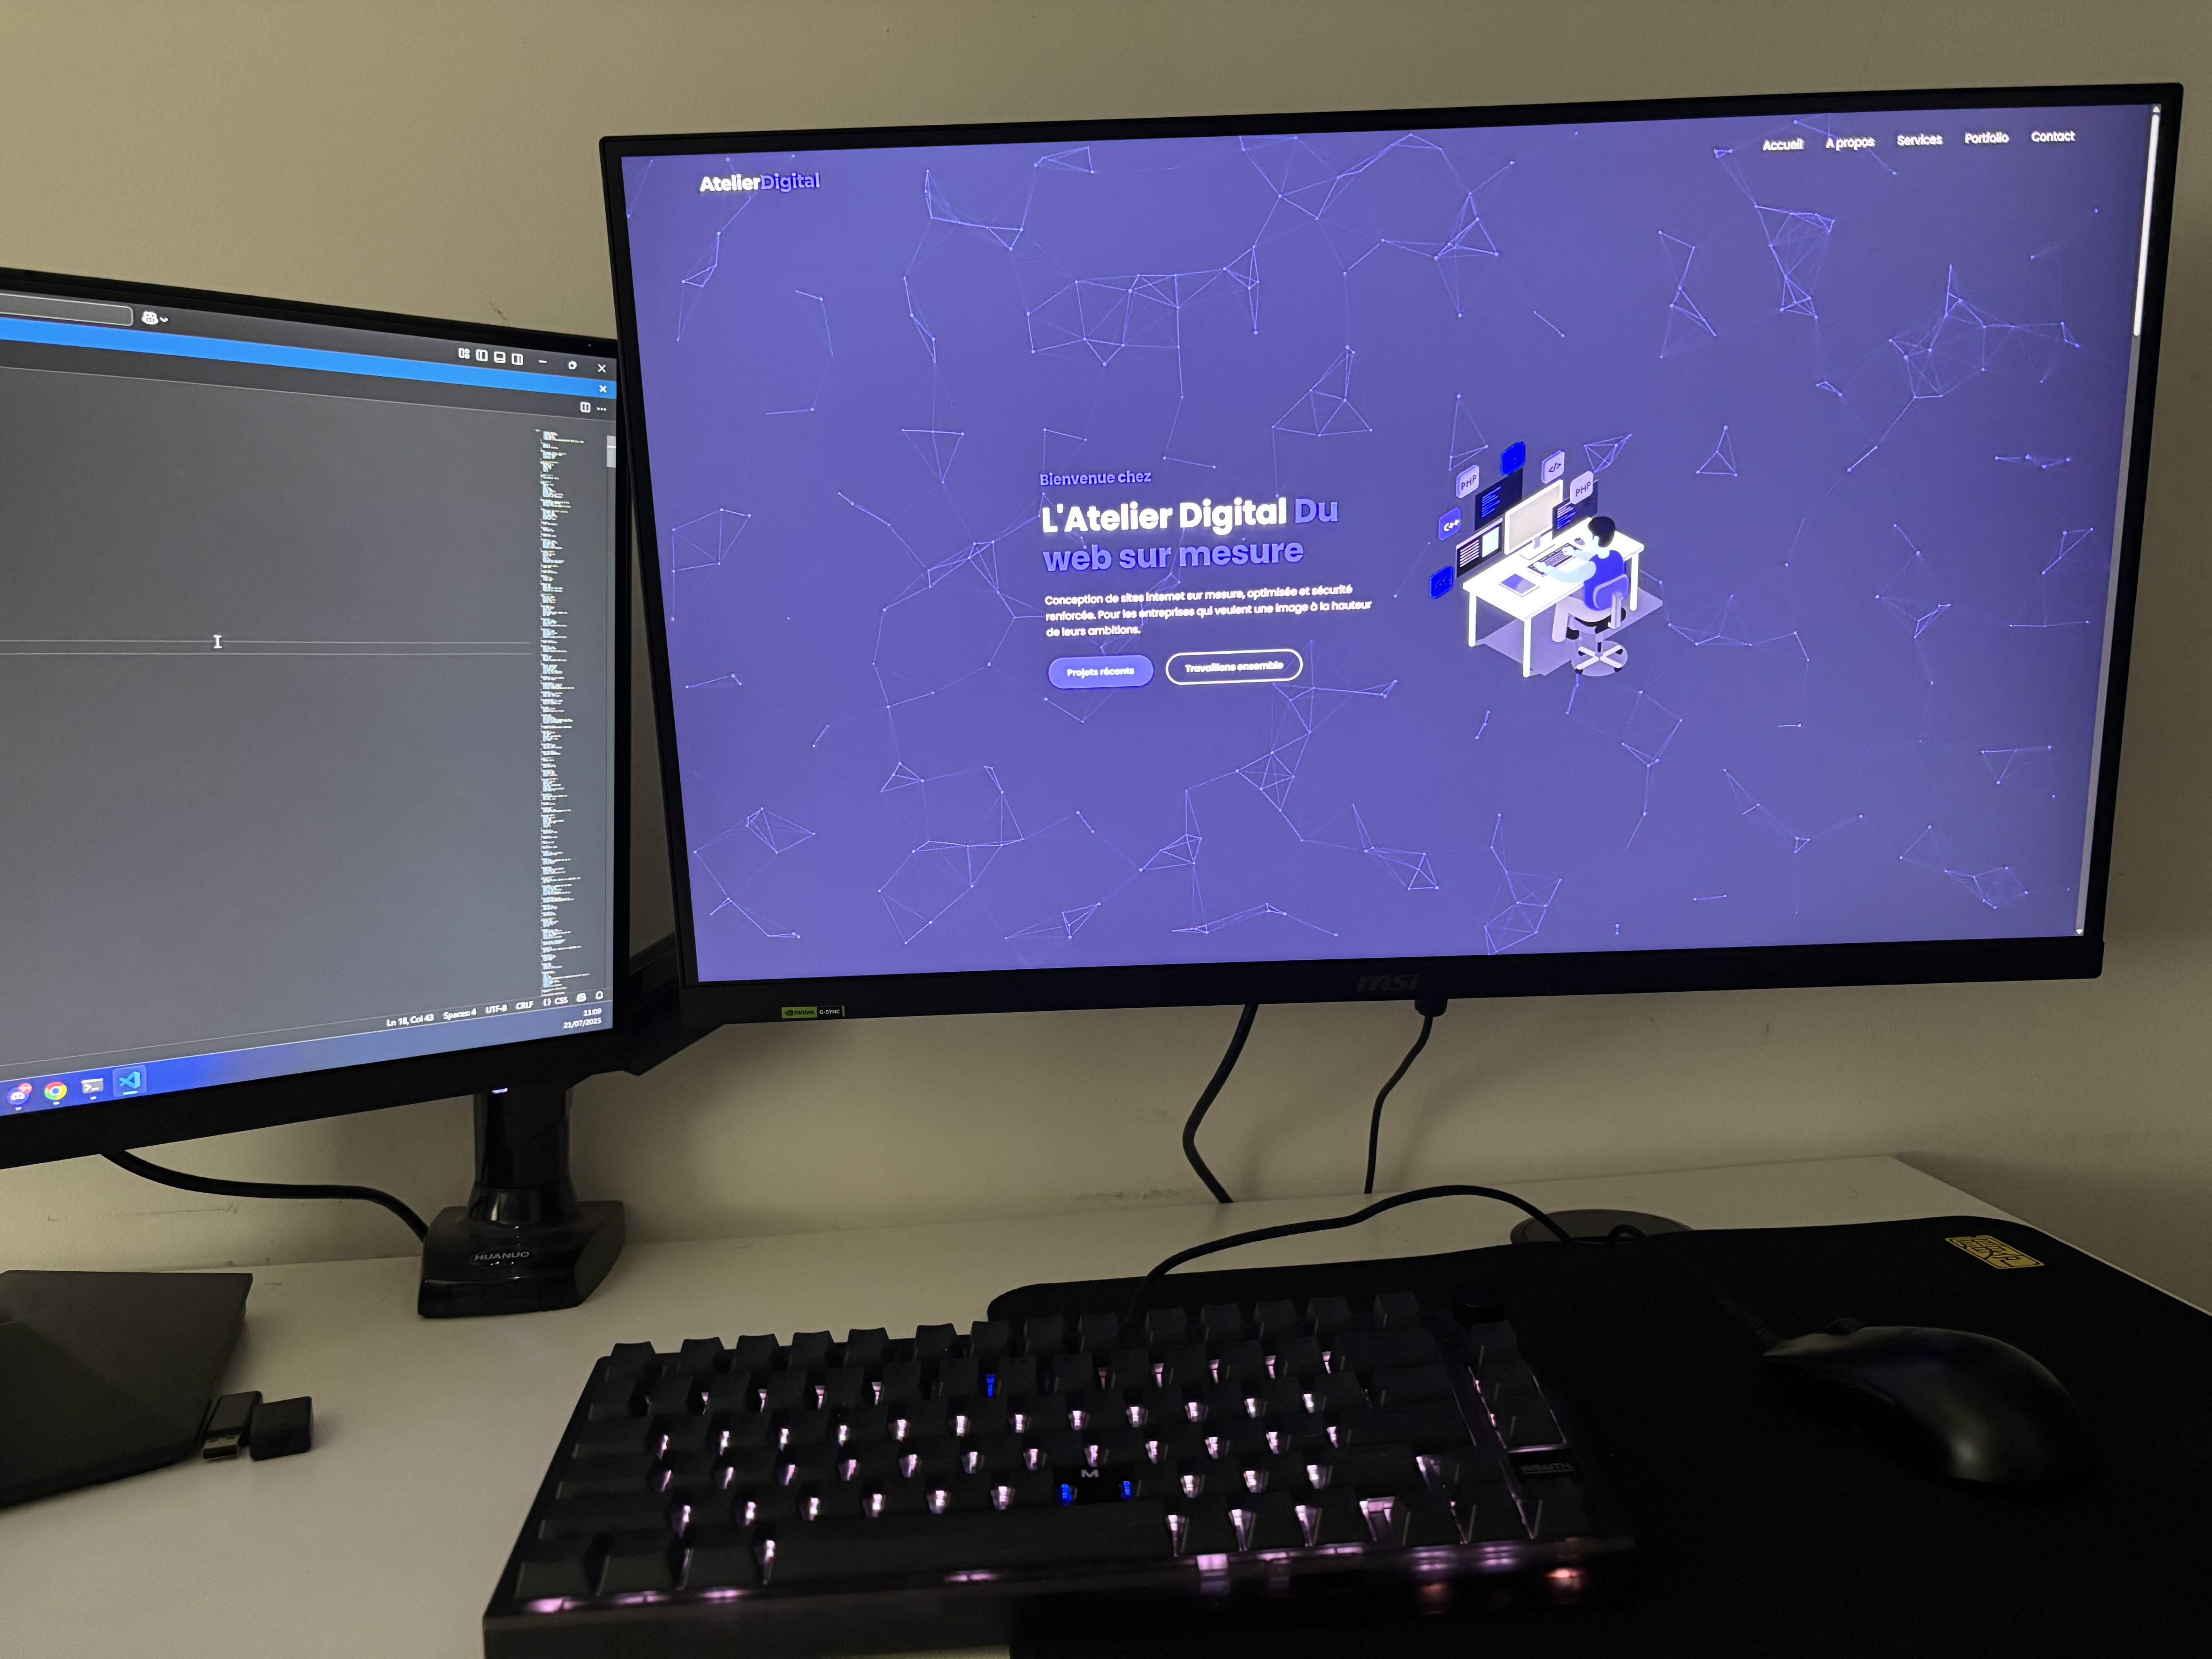 AtelierDigital
Accueil A propos Services Portfolio Contact
Bienvenue chez
L'Atelier Digital Du
web sur mesure
Conception de sites internet sur mesure, optimisée et sécurité
renforcée. Pour les entreprises qui veulent une image à la hauteur
de leurs ambitions.
Projets récents Travaillons ensemble
PHP
</>
PHP
C++
msi
NVIDIA G-SYNC
Ln 18, Col 43 Spaces: 4 UTF-8 CRLF {} CSS
11:09
21/07/2025
HUANUO
M
WRAITH